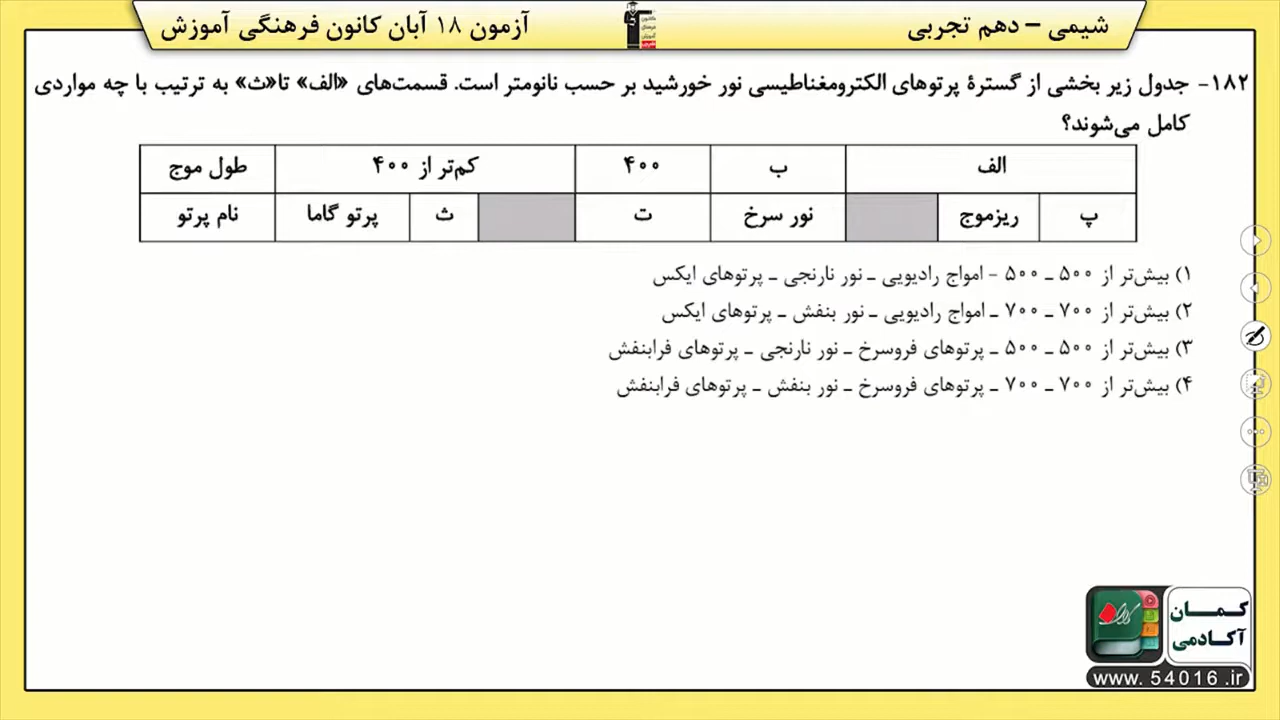 شیمی – دهم تجربی
آزمون ۱۸ آبان کانون فرهنگی آموزش
۱۸۲- جدول زیر بخشی از گسترۀ پرتوهای الکترومغناطیسی نور خورشید بر حسب نانومتر است. قسمت‌های «الف» تا«ث» به ترتیب با چه مواردی
کامل می‌شوند؟
الف ب ۴۰۰ کم‌تر از ۴۰۰ طول موج
پ ریزموج نور سرخ ت ث پرتو گاما نام پرتو
۱) بیش‌تر از ۵۰۰ ـ ۵۰۰ - امواج رادیویی ـ نور نارنجی ـ پرتوهای ایکس
۲) بیش‌تر از ۷۰۰ ـ ۷۰۰ ـ امواج رادیویی ـ نور بنفش ـ پرتوهای ایکس
۳) بیش‌تر از ۵۰۰ ـ ۵۰۰ ـ پرتوهای فروسرخ ـ نور نارنجی ـ پرتوهای فرابنفش
۴) بیش‌تر از ۷۰۰ ـ ۷۰۰ ـ پرتوهای فروسرخ ـ نور بنفش ـ پرتوهای فرابنفش
کمان
آکادمی
www. 54016 .ir